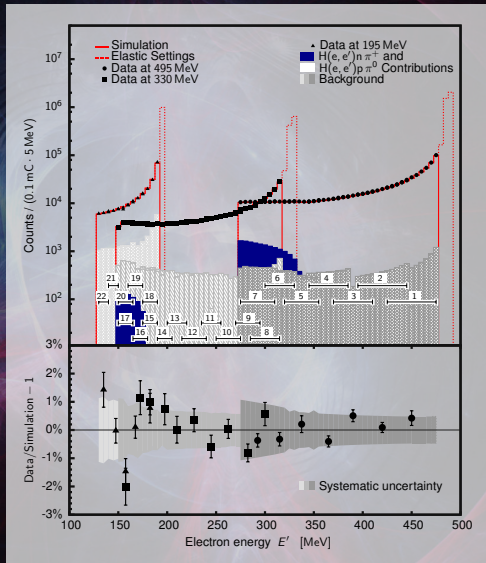 Simulation
Elastic Settings
Data at 495 MeV
Data at 330 MeV
Data at 195 MeV
H(e, e′)n π⁺ and
H(e, e′)p π⁰ Contributions
Background
Counts / (0.1 mC · 5 MeV)
10⁷
10⁶
10⁵
10⁴
10³
10²
21 19 6 4 2
22 20 18 13 11 9 7 5 3 1
17 15
16 14 12 10 8
3%
Data/Simulation − 1
2%
1%
0%
-1%
-2%
-3%
Systematic uncertainty
100 150 200 250 300 350 400 450 500
Electron energy E′ [MeV]